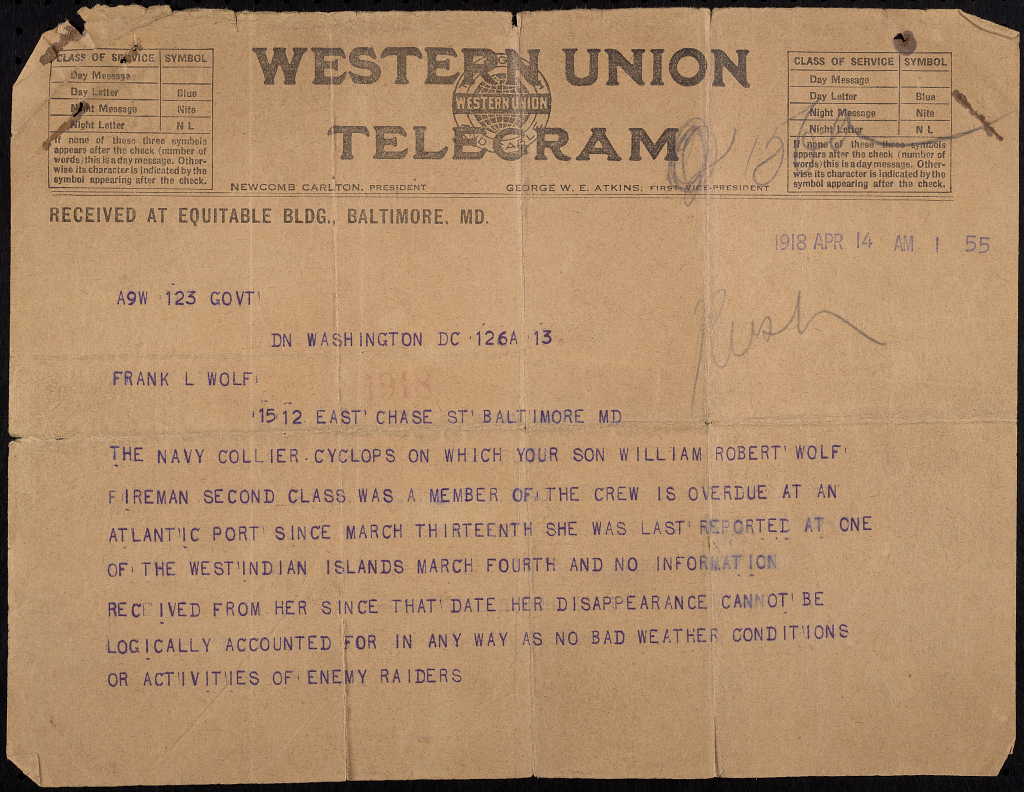 WESTERN UNION
TELEGRAM
WESTERN UNION
CLASS OF SERVICE SYMBOL
Day Message
Day Letter Blue
Night Message Nite
Night Letter N L
If none of these three symbols
appears after the check (number of
words) this is a day message. Other-
wise its character is indicated by the
symbol appearing after the check.
CLASS OF SERVICE SYMBOL
Day Message
Day Letter Blue
Night Message Nite
Night Letter N L
If none of these three symbols
appears after the check (number of
words) this is a day message. Other-
wise its character is indicated by the
symbol appearing after the check.
NEWCOMB CARLTON, PRESIDENT GEORGE W. E. ATKINS, FIRST VICE-PRESIDENT
RECEIVED AT EQUITABLE BLDG., BALTIMORE, MD.
1918 APR 14 AM 1 55
A9W 123 GOVT
Rush
DN WASHINGTON DC 126A 13
FRANK L WOLF
1918
1512 EAST CHASE ST BALTIMORE MD
THE NAVY COLLIER CYCLOPS ON WHICH YOUR SON WILLIAM ROBERT WOLF
FIREMAN SECOND CLASS WAS A MEMBER OF THE CREW IS OVERDUE AT AN
ATLANTIC PORT SINCE MARCH THIRTEENTH SHE WAS LAST REPORTED AT ONE
OF THE WEST INDIAN ISLANDS MARCH FOURTH AND NO INFORMATION
RECEIVED FROM HER SINCE THAT DATE HER DISAPPEARANCE CANNOT BE
LOGICALLY ACCOUNTED FOR IN ANY WAY AS NO BAD WEATHER CONDITIONS
OR ACTIVITIES OF ENEMY RAIDERS